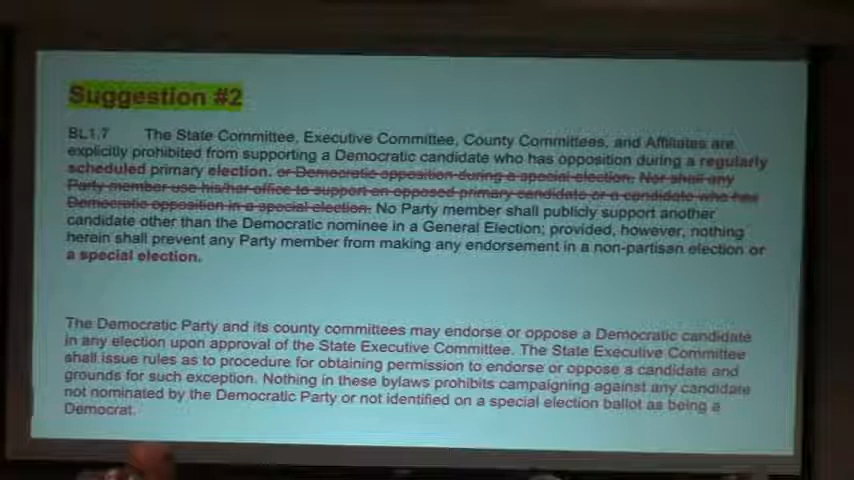 Suggestion #2
BL1.7 The State Committee, Executive Committee, County Committees, and Affiliates are
explicitly prohibited from supporting a Democratic candidate who has opposition during a regularly
scheduled primary election. or Democratic opposition during a special election. Nor shall any
Party member use his/her office to support an opposed primary candidate or a candidate who has
Democratic opposition in a special election. No Party member shall publicly support another
candidate other than the Democratic nominee in a General Election; provided, however, nothing
herein shall prevent any Party member from making any endorsement in a non-partisan election or
a special election.
The Democratic Party and its county committees may endorse or oppose a Democratic candidate
in any election upon approval of the State Executive Committee. The State Executive Committee
shall issue rules as to procedure for obtaining permission to endorse or oppose a candidate and
grounds for such exception. Nothing in these bylaws prohibits campaigning against any candidate
not nominated by the Democratic Party or not identified on a special election ballot as being a
Democrat.